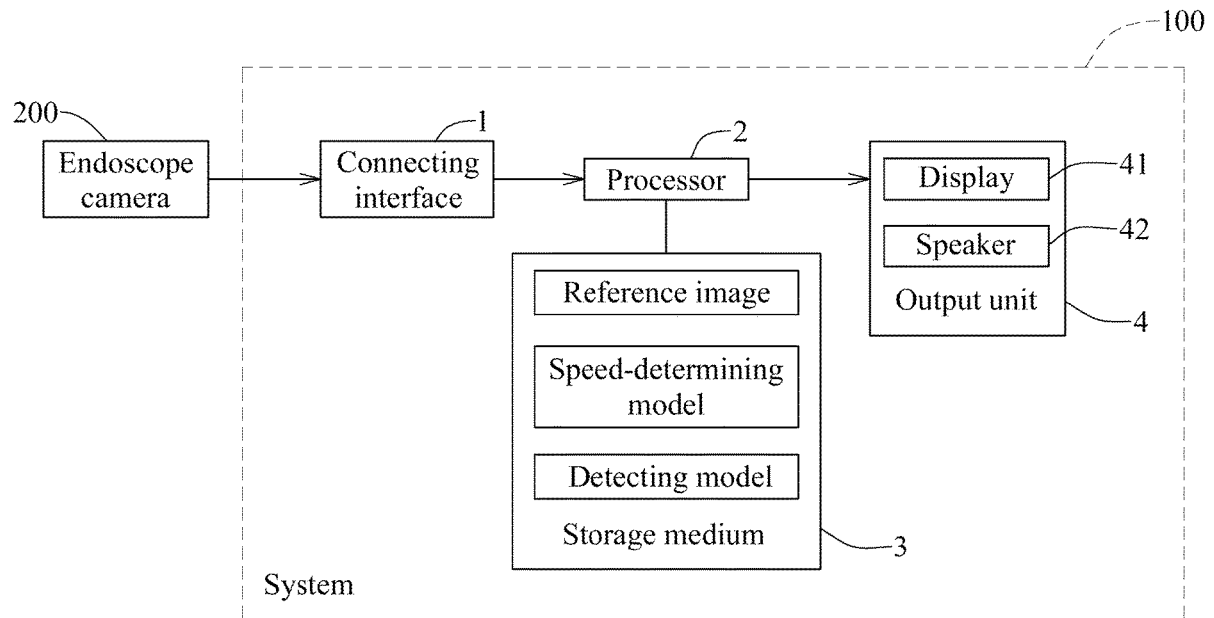 100
200
1
2
Endoscope
camera
Connecting
interface
Processor
Display
41
Speaker
42
Output unit
4
Reference image
Speed-determining
model
Detecting model
Storage medium
3
System